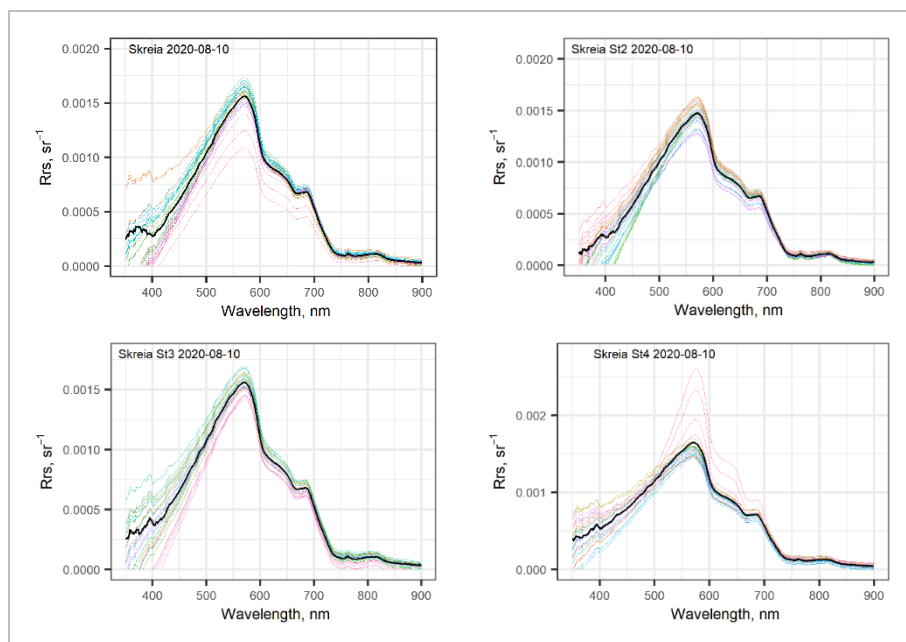 Skreia 2020-08-10
Rrs, sr⁻¹
0.0020
0.0015
0.0010
0.0005
0.0000
400 500 600 700 800 900
Wavelength, nm
Skreia St2 2020-08-10
Rrs, sr⁻¹
0.0020
0.0015
0.0010
0.0005
0.0000
400 500 600 700 800 900
Wavelength, nm
Skreia St3 2020-08-10
Rrs, sr⁻¹
0.0015
0.0010
0.0005
0.0000
400 500 600 700 800 900
Wavelength, nm
Skreia St4 2020-08-10
Rrs, sr⁻¹
0.002
0.001
0.000
400 500 600 700 800 900
Wavelength, nm